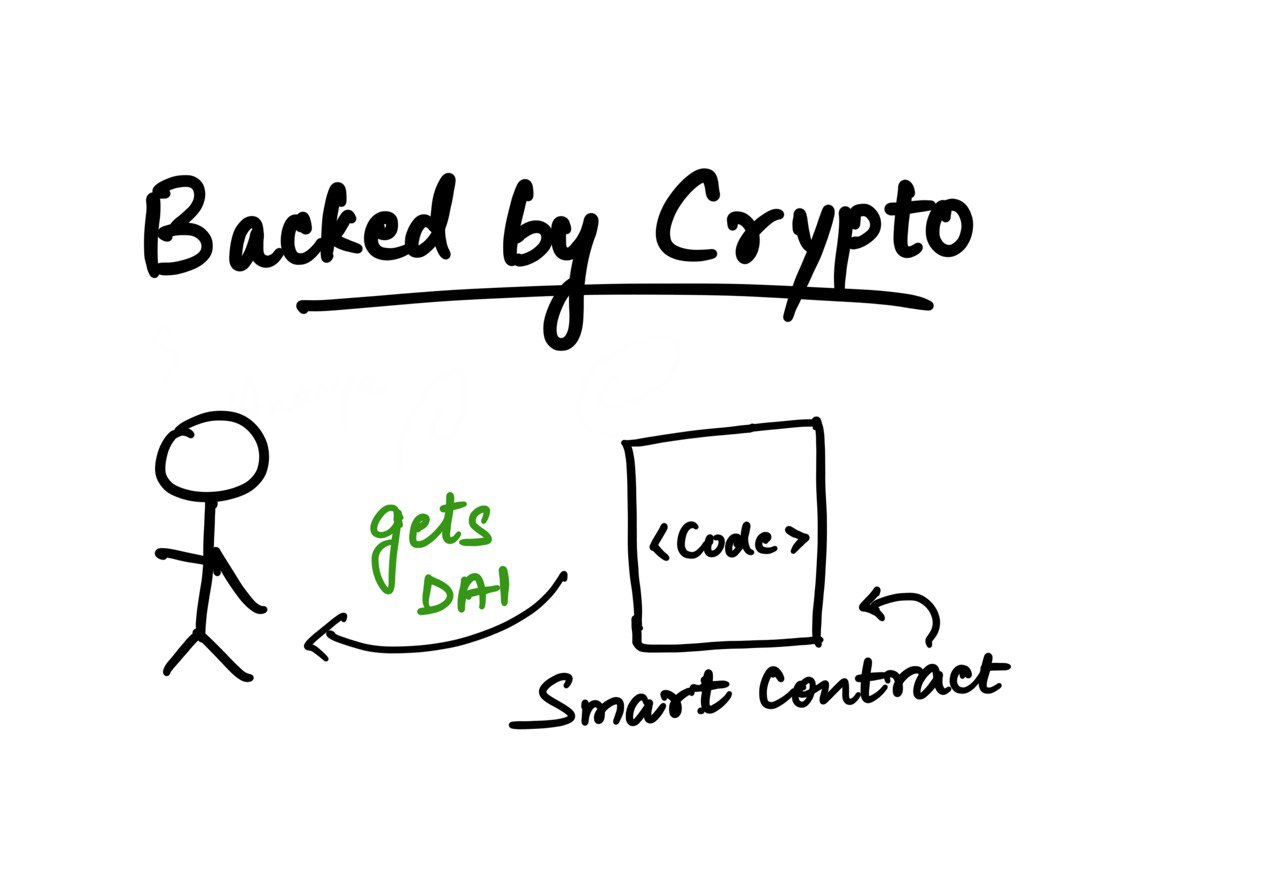 Backed by Crypto
gets
DAI
<Code>
Smart Contract